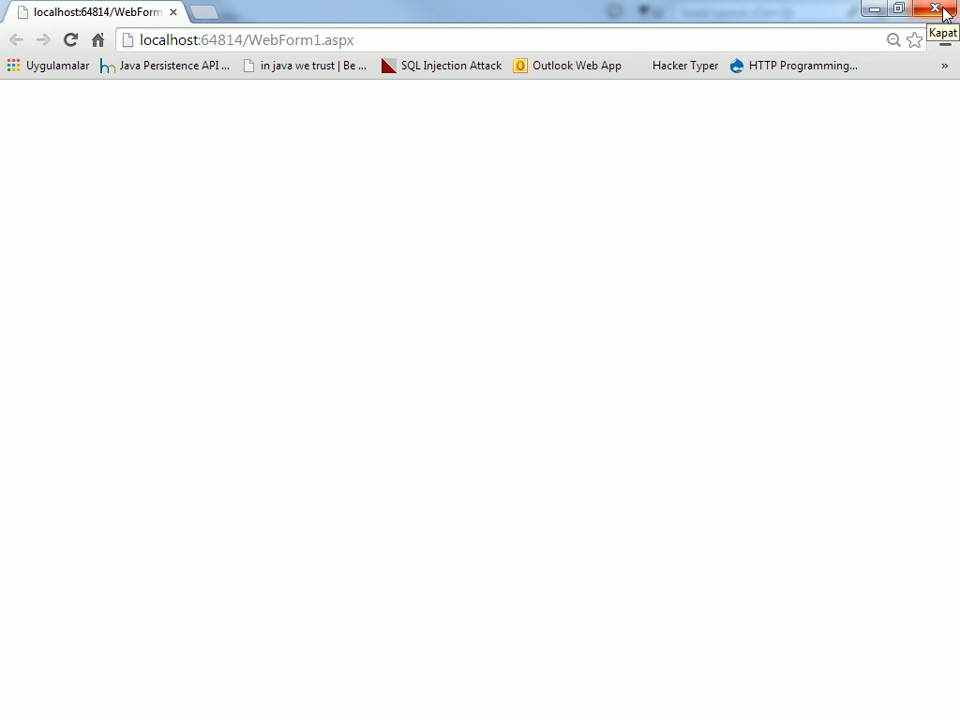 localhost:64814/WebForm
localhost:64814/WebForm1.aspx
Kapat
Uygulamalar Java Persistence API ... in java we trust | Be ... SQL Injection Attack Outlook Web App Hacker Typer HTTP Programming... »